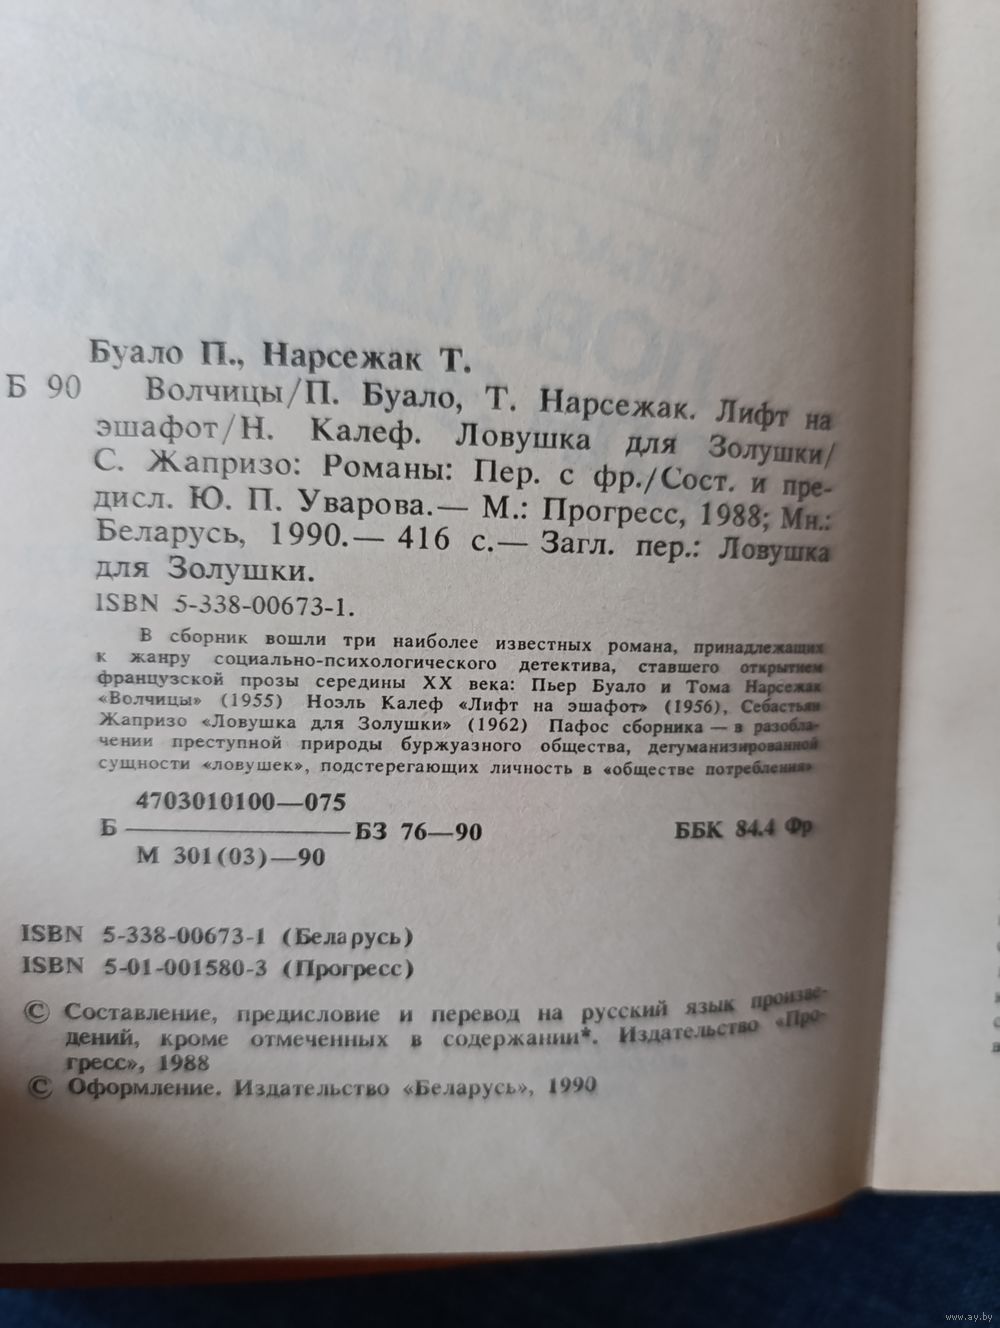 Буало П., Нарсежак Т.
Б 90 Волчицы/П. Буало, Т. Нарсежак. Лифт на
эшафот/Н. Калеф. Ловушка для Золушки/
С. Жапризо: Романы: Пер. с фр./Сост. и пре-
дисл. Ю. П. Уварова.— М.: Прогресс, 1988; Мн.:
Беларусь, 1990.— 416 с.— Загл. пер.: Ловушка
для Золушки.
ISBN 5-338-00673-1.
В сборник вошли три наиболее известных романа, принадлежащих
к жанру социально-психологического детектива, ставшего открытием
французской прозы середины XX века: Пьер Буало и Тома Нарсежак
«Волчицы» (1955) Ноэль Калеф «Лифт на эшафот» (1956), Себастьян
Жапризо «Ловушка для Золушки» (1962) Пафос сборника — в разобла-
чении преступной природы буржуазного общества, дегуманизированной
сущности «ловушек», подстерегающих личность в «обществе потребления»
4703010100—075
Б ———— БЗ 76—90 ББК 84.4 Фр
М 301(03)—90
ISBN 5-338-00673-1 (Беларусь)
ISBN 5-01-001580-3 (Прогресс)
© Составление, предисловие и перевод на русский язык произве-
дений, кроме отмеченных в содержании*. Издательство «Про-
гресс», 1988
© Оформление. Издательство «Беларусь», 1990
www.ay.by